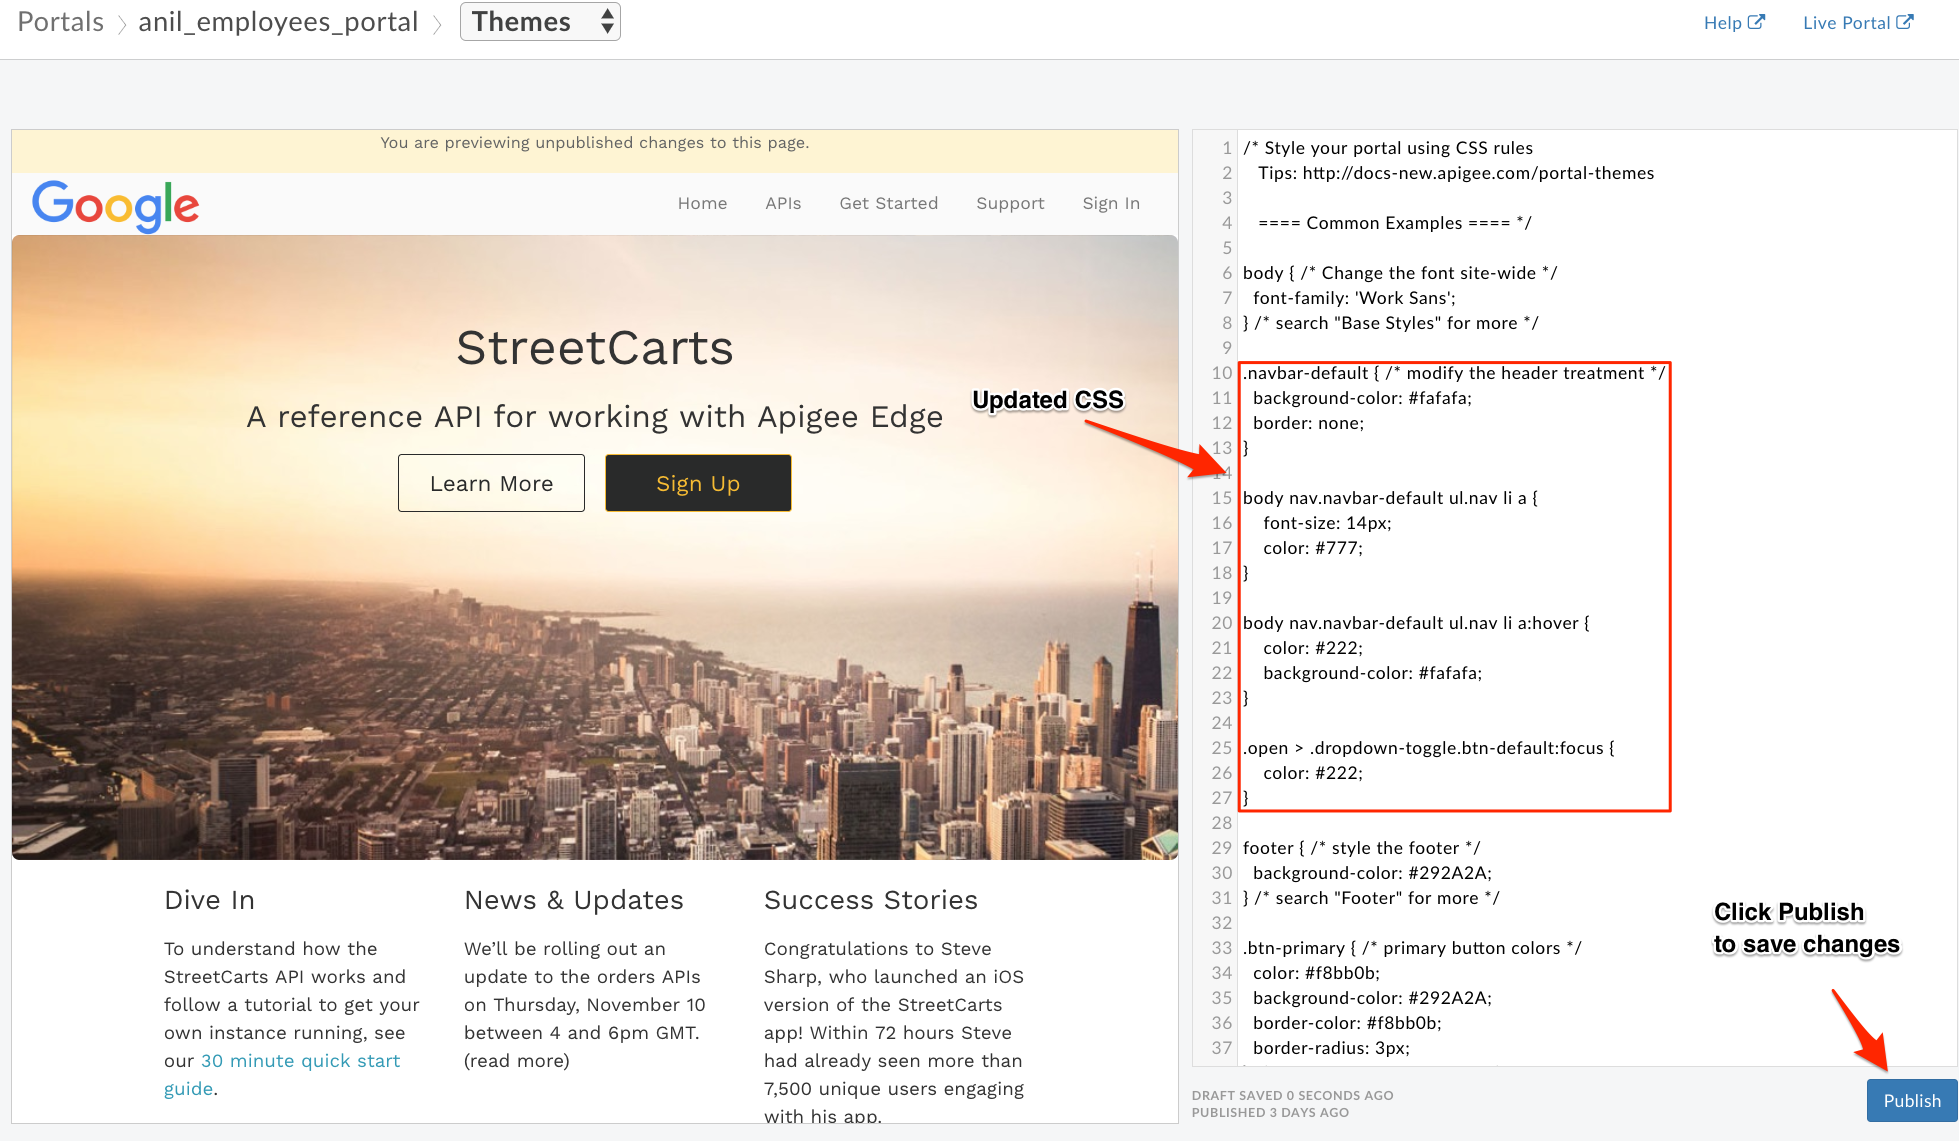 Portals
anil_employees_portal
Themes
Help
Live Portal
You are previewing unpublished changes to this page.
Google
Home
APIs
Get Started
Support
Sign In
StreetCarts
A reference API for working with Apigee Edge
Learn More
Sign Up
Dive In
To understand how the
StreetCarts API works and
follow a tutorial to get your
own instance running, see
our 30 minute quick start
guide.
News & Updates
We’ll be rolling out an
update to the orders APIs
on Thursday, November 10
between 4 and 6pm GMT.
(read more)
Success Stories
Congratulations to Steve
Sharp, who launched an iOS
version of the StreetCarts
app! Within 72 hours Steve
had already seen more than
7,500 unique users engaging
with his app.
Updated CSS
1 /* Style your portal using CSS rules
2 Tips: http://docs-new.apigee.com/portal-themes
3
4 ==== Common Examples ==== */
5
6 body { /* Change the font site-wide */
7 font-family: 'Work Sans';
8 } /* search "Base Styles" for more */
9
10 .navbar-default { /* modify the header treatment */
11 background-color: #fafafa;
12 border: none;
13 }
14
15 body nav.navbar-default ul.nav li a {
16 font-size: 14px;
17 color: #777;
18 }
19
20 body nav.navbar-default ul.nav li a:hover {
21 color: #222;
22 background-color: #fafafa;
23 }
24
25 .open > .dropdown-toggle.btn-default:focus {
26 color: #222;
27 }
28
29 footer { /* style the footer */
30 background-color: #292A2A;
31 } /* search "Footer" for more */
32
33 .btn-primary { /* primary button colors */
34 color: #f8bb0b;
35 background-color: #292A2A;
36 border-color: #f8bb0b;
37 border-radius: 3px;
Click Publish
to save changes
DRAFT SAVED 0 SECONDS AGO
PUBLISHED 3 DAYS AGO
Publish